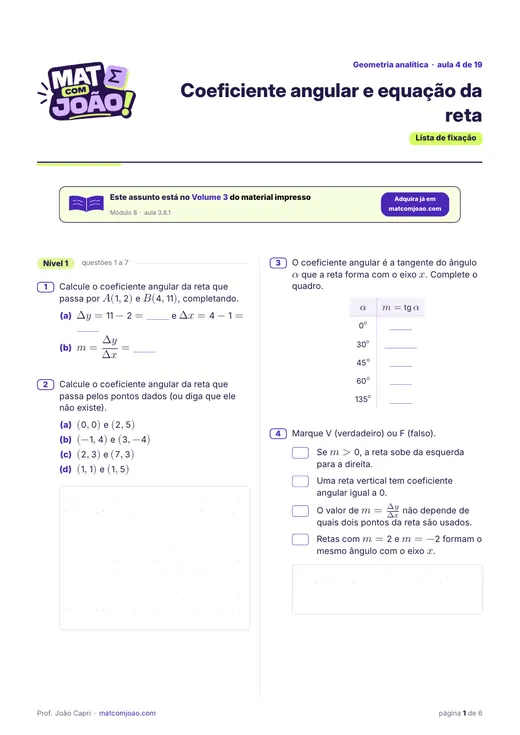 MAT Σ
COM
JOÃO!
Geometria analítica · aula 4 de 19
Coeficiente angular e equação da
reta
Lista de fixação
Este assunto está no Volume 3 do material impresso
Módulo 8 · aula 3.8.1
Adquira já em
matcomjoao.com
Nível 1 questões 1 a 7
1 Calcule o coeficiente angular da reta que
passa por A(1, 2) e B(4, 11), completando.
(a) Δy = 11 − 2 = ____ e Δx = 4 − 1 =
____
(b) m = Δy/Δx = ____
2 Calcule o coeficiente angular da reta que
passa pelos pontos dados (ou diga que ele
não existe).
(a) (0, 0) e (2, 5)
(b) (−1, 4) e (3, −4)
(c) (2, 3) e (7, 3)
(d) (1, 1) e (1, 5)
3 O coeficiente angular é a tangente do ângulo
α que a reta forma com o eixo x. Complete o
quadro.
α m = tg α
0° ____
30° ____
45° ____
60° ____
135° ____
4 Marque V (verdadeiro) ou F (falso).
Se m > 0, a reta sobe da esquerda
para a direita.
Uma reta vertical tem coeficiente
angular igual a 0.
O valor de m = Δy/Δx não depende de
quais dois pontos da reta são usados.
Retas com m = 2 e m = −2 formam o
mesmo ângulo com o eixo x.
Prof. João Capri · matcomjoao.com
página 1 de 6